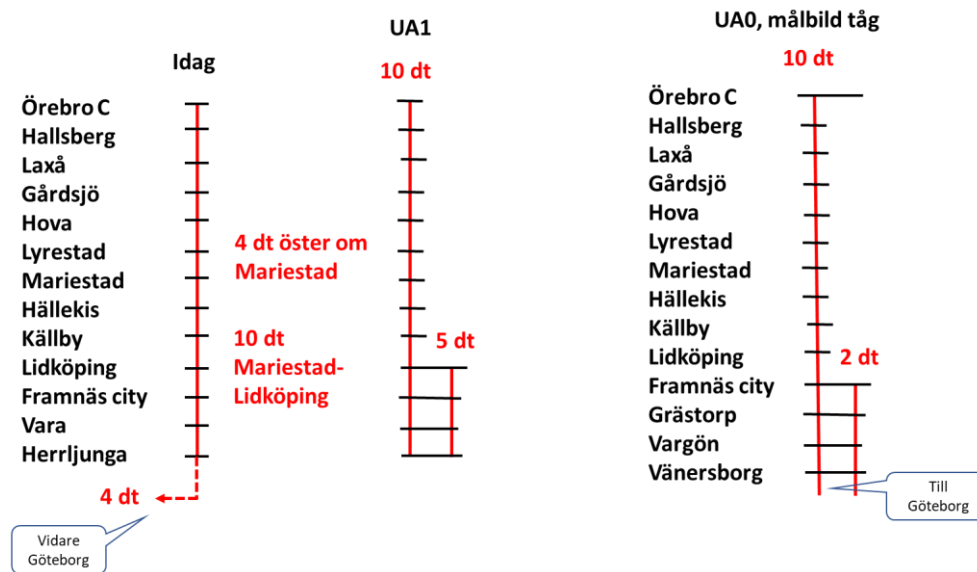 Idag
UA1
10 dt
Örebro C
Hallsberg
Laxå
Gårdsjö
Hova
Lyrestad
Mariestad
Hällekis
Källby
Lidköping
Framnäs city
Vara
Herrljunga
4 dt öster om
Mariestad
10 dt
Mariestad-
Lidköping
5 dt
4 dt
Vidare
Göteborg
UA0, målbild tåg
10 dt
Örebro C
Hallsberg
Laxå
Gårdsjö
Hova
Lyrestad
Mariestad
Hällekis
Källby
Lidköping
Framnäs city
Grästorp
Vargön
Vänersborg
2 dt
Till
Göteborg